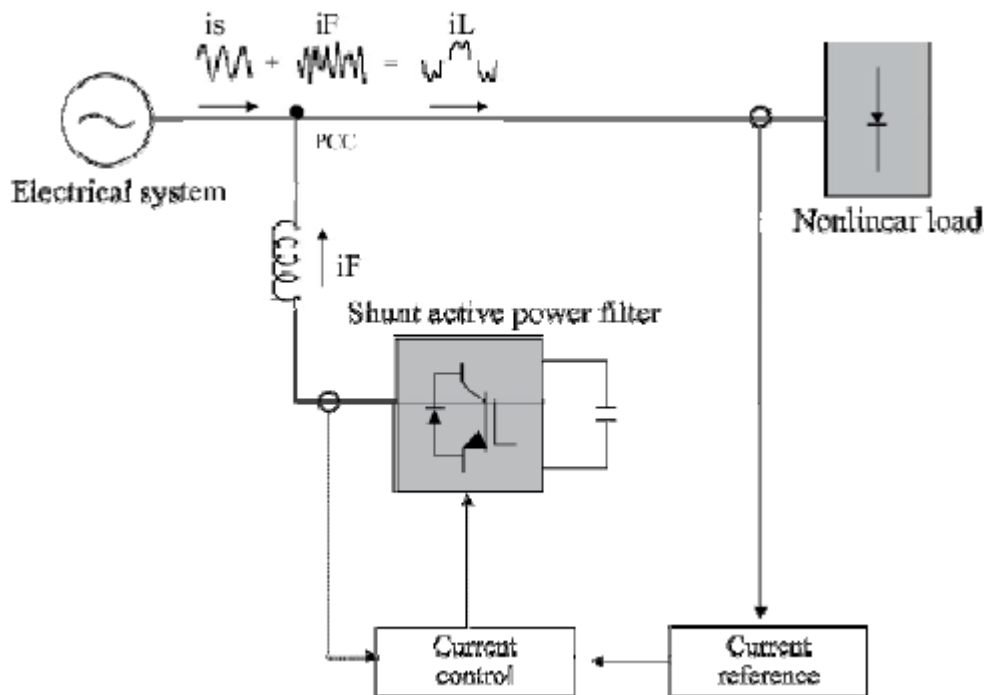 is iF iL
+ =
PCC
Electrical system
Nonlinear load
iF
Shunt active power filter
Current
control
Current
reference